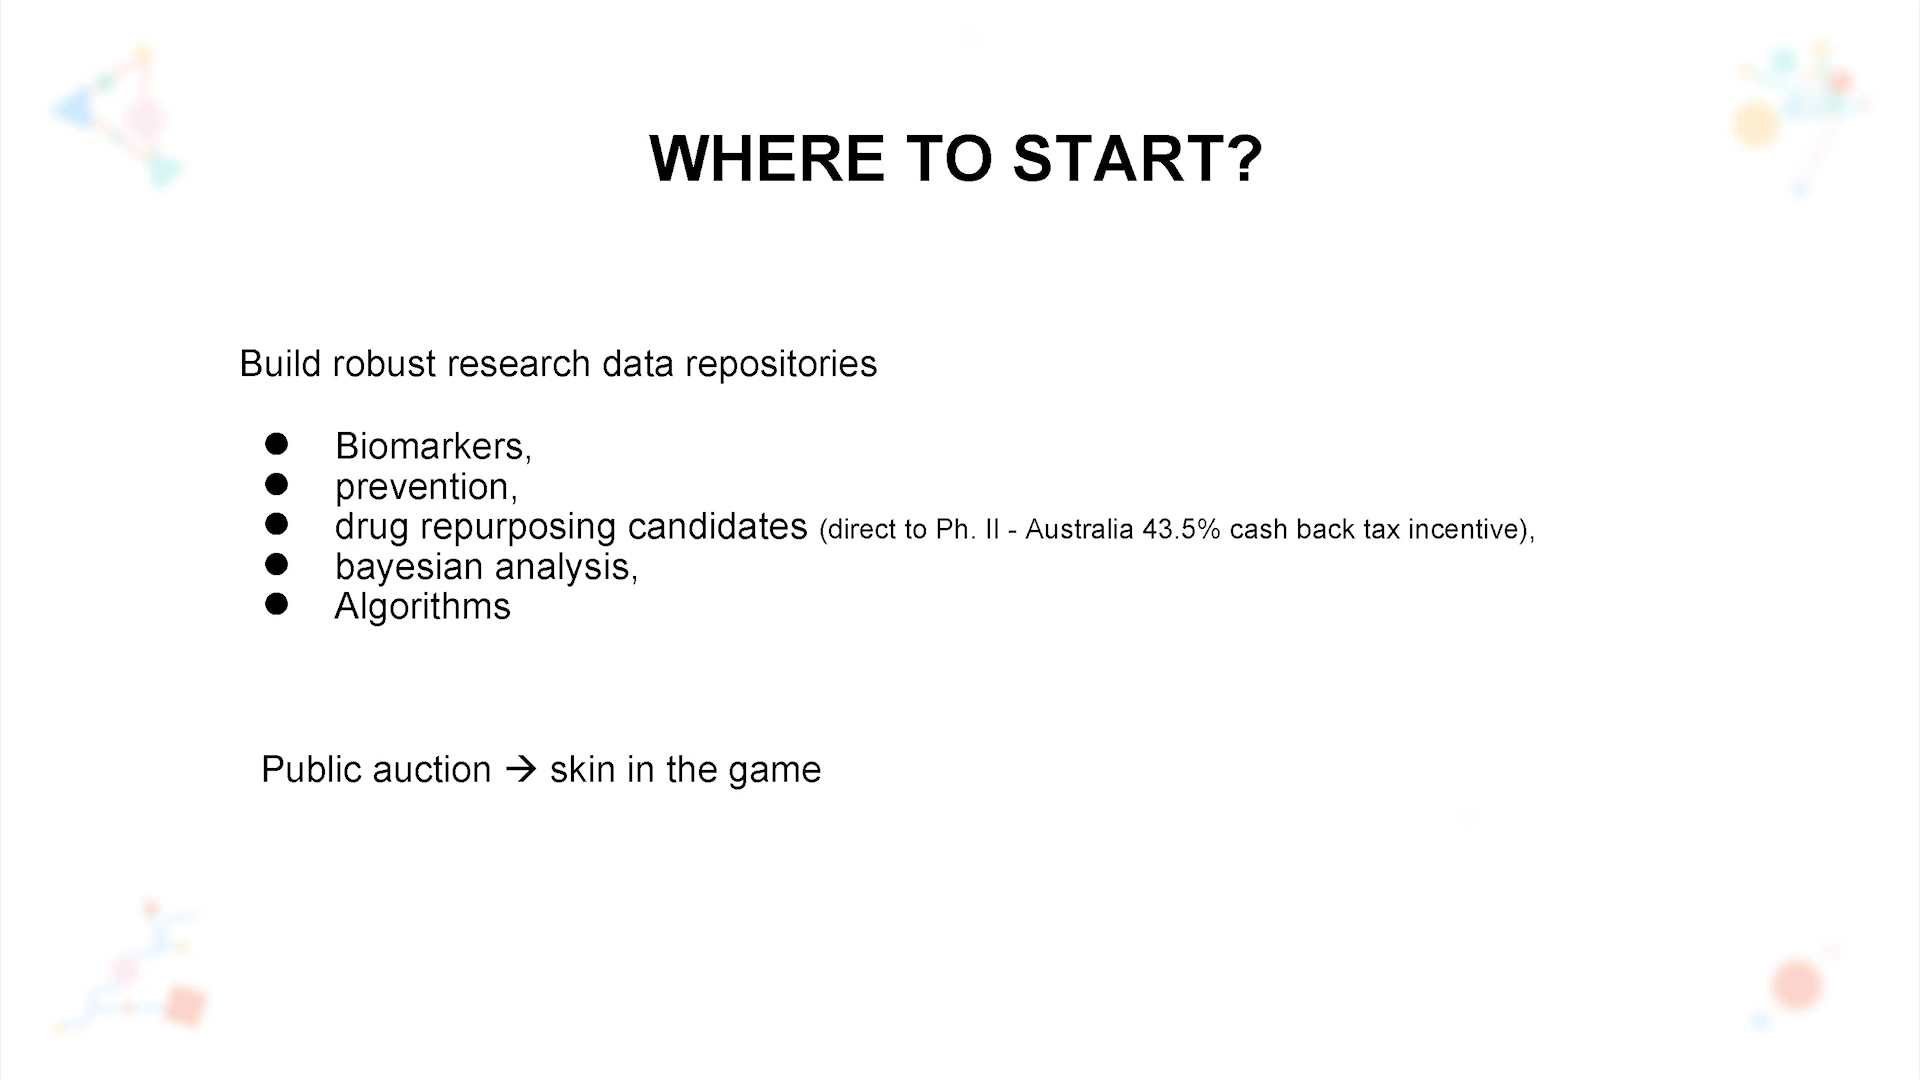 WHERE TO START?
Build robust research data repositories
● Biomarkers,
● prevention,
● drug repurposing candidates (direct to Ph. II - Australia 43.5% cash back tax incentive),
● bayesian analysis,
● Algorithms
Public auction → skin in the game